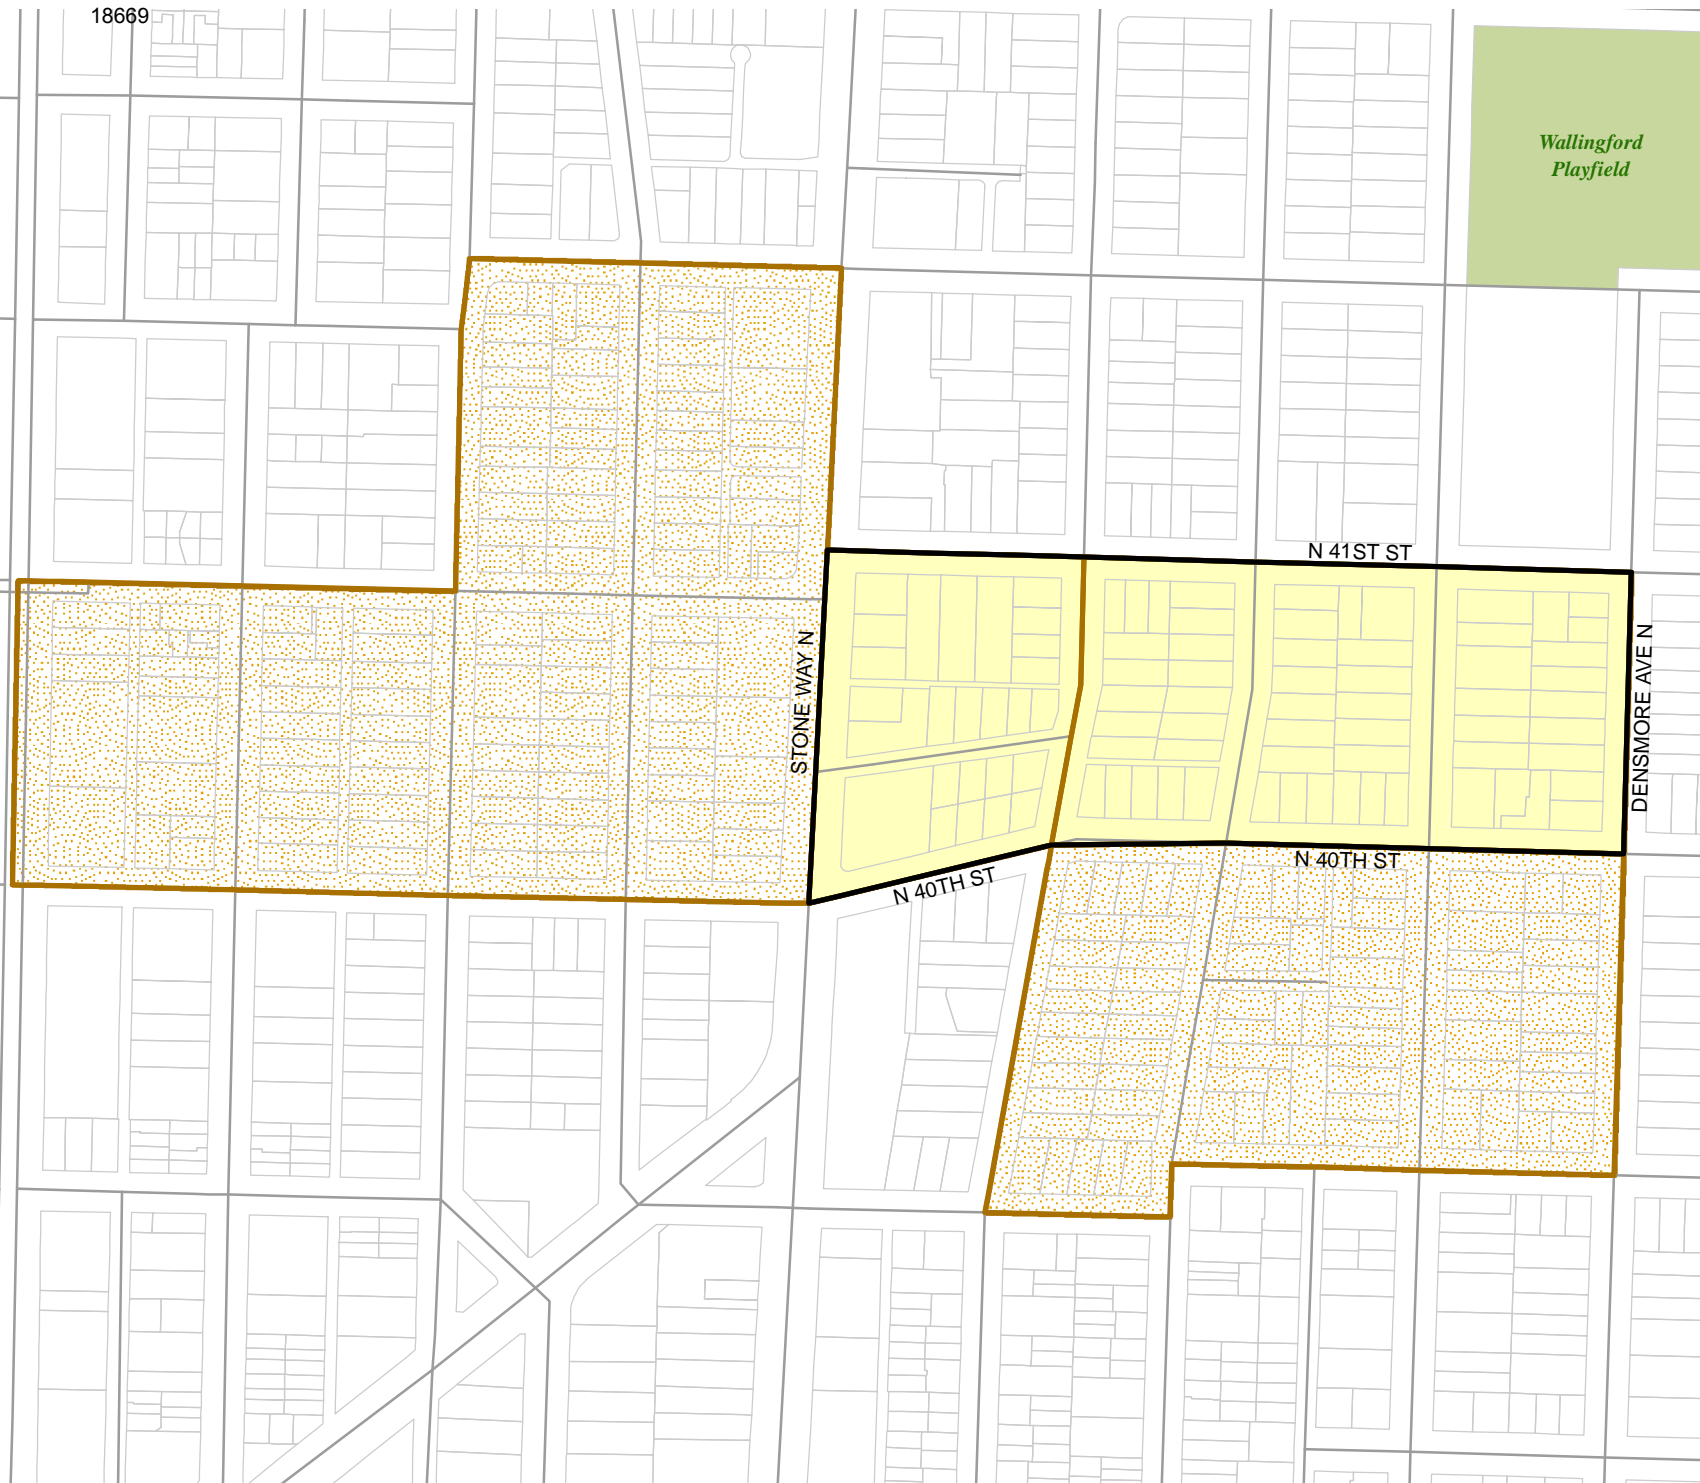 18669
Wallingford
Playfield
N 41ST ST
STONE WAY N
DENSMORE AVE N
N 40TH ST
N 40TH ST